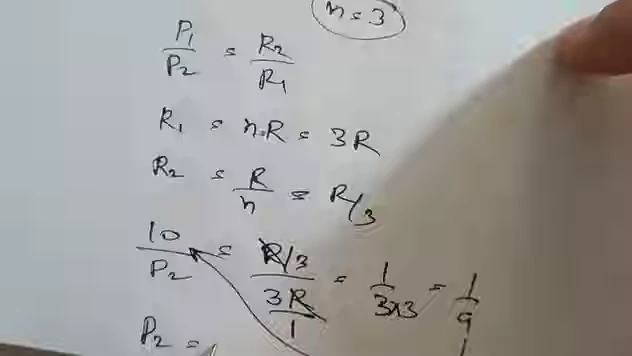 n = 3
P₁/P₂ = R₂/R₁
R₁ = n.R = 3R
R₂ = R/n = R/3
10/P₂ = (R/3)/(3R/1) = 1/(3×3) = 1/9
P₂ =